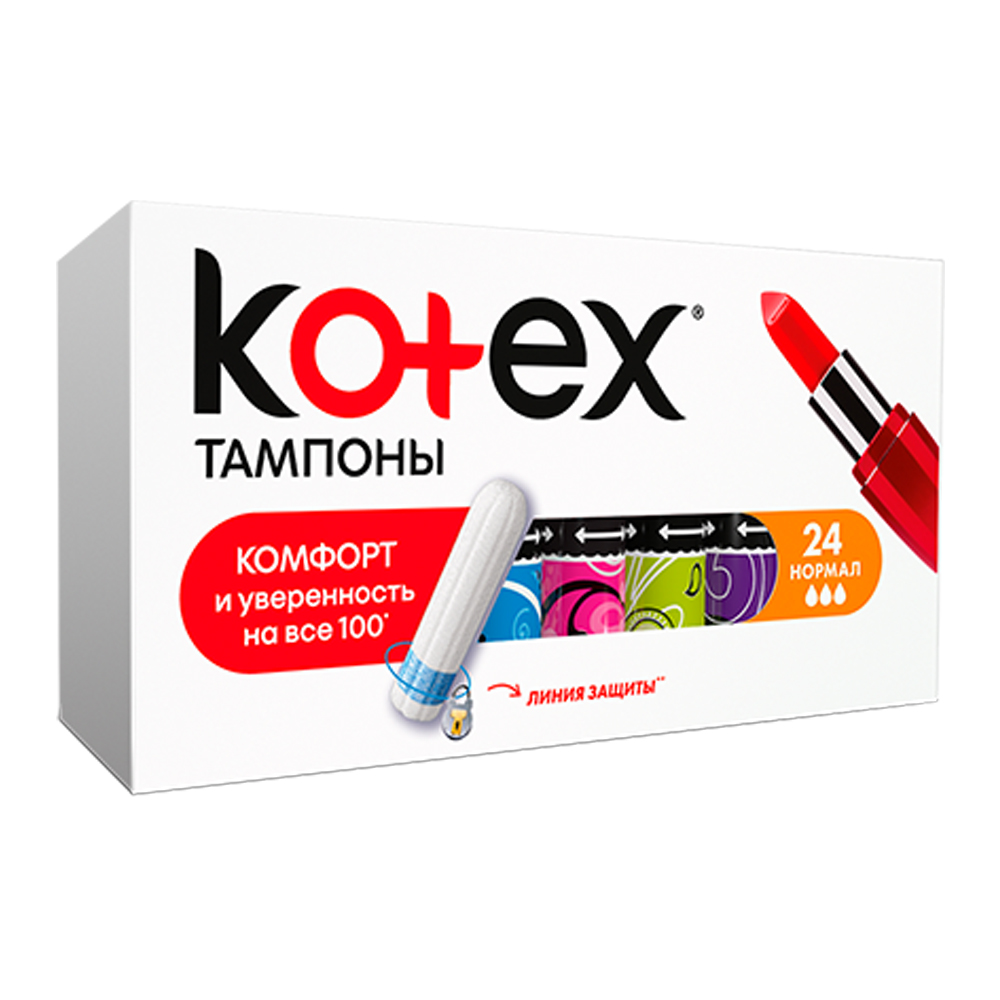 kotex®
ТАМПОНЫ
КОМФОРТ
и уверенность
на все 100*
24
НОРМАЛ
ЛИНИЯ ЗАЩИТЫ**